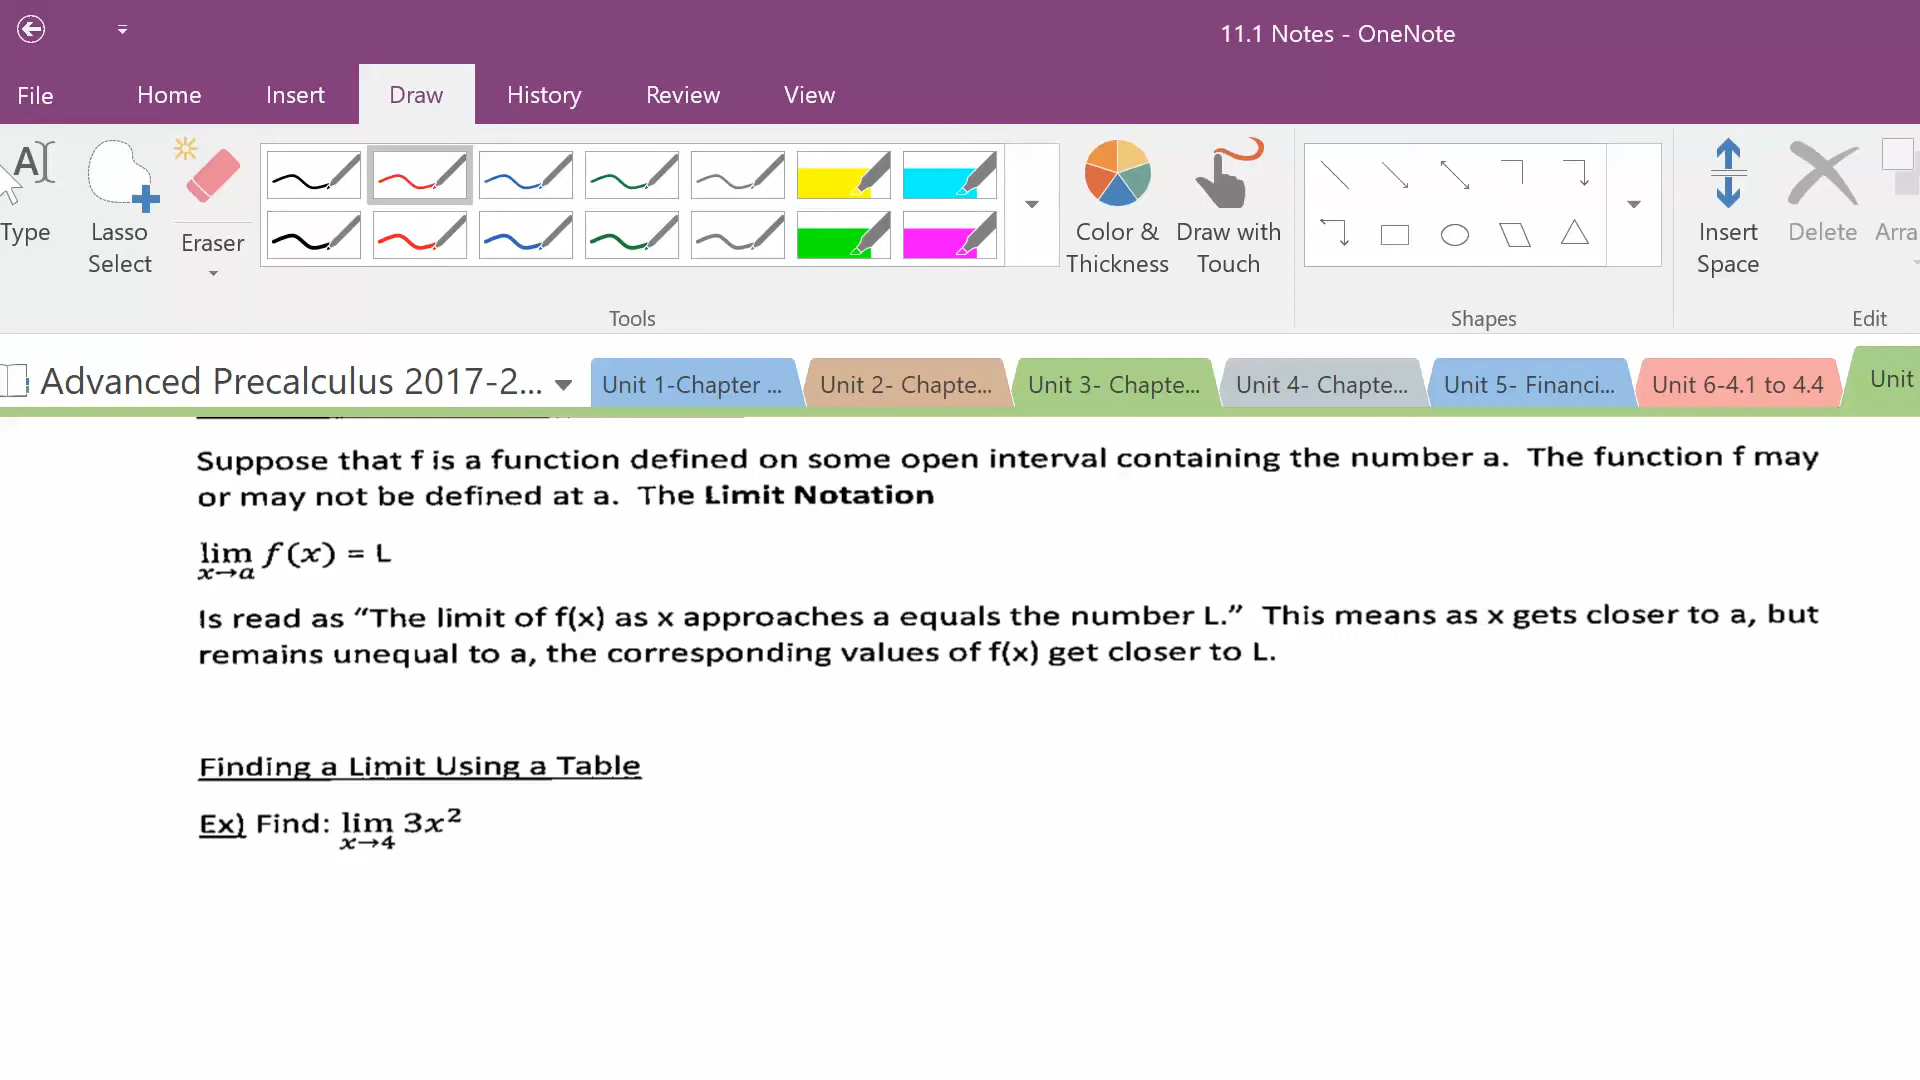 11.1 Notes - OneNote
File Home Insert Draw History Review View
Type Lasso Select Eraser Color & Thickness Draw with Touch Insert Space Delete Arra
Tools Shapes Edit
Advanced Precalculus 2017-2... Unit 1-Chapter ... Unit 2- Chapte... Unit 3- Chapte... Unit 4- Chapte... Unit 5- Financi... Unit 6-4.1 to 4.4 Unit
Suppose that f is a function defined on some open interval containing the number a. The function f may
or may not be defined at a. The Limit Notation
lim f(x) = L
x→a
Is read as “The limit of f(x) as x approaches a equals the number L.” This means as x gets closer to a, but
remains unequal to a, the corresponding values of f(x) get closer to L.
Finding a Limit Using a Table
Ex) Find: lim 3x²
x→4